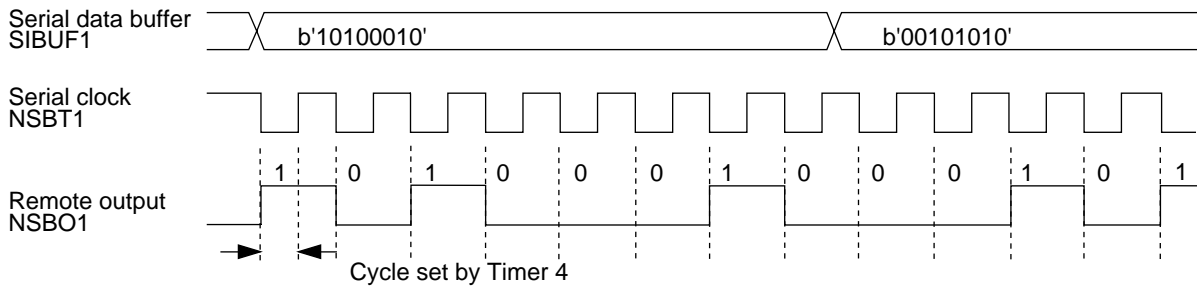 Serial data buffer
SIBUF1
b'10100010'
b'00101010'
Serial clock
NSBT1
1 0 1 0 0 0 1 0 0 0 1 0 1
Remote output
NSBO1
Cycle set by Timer 4